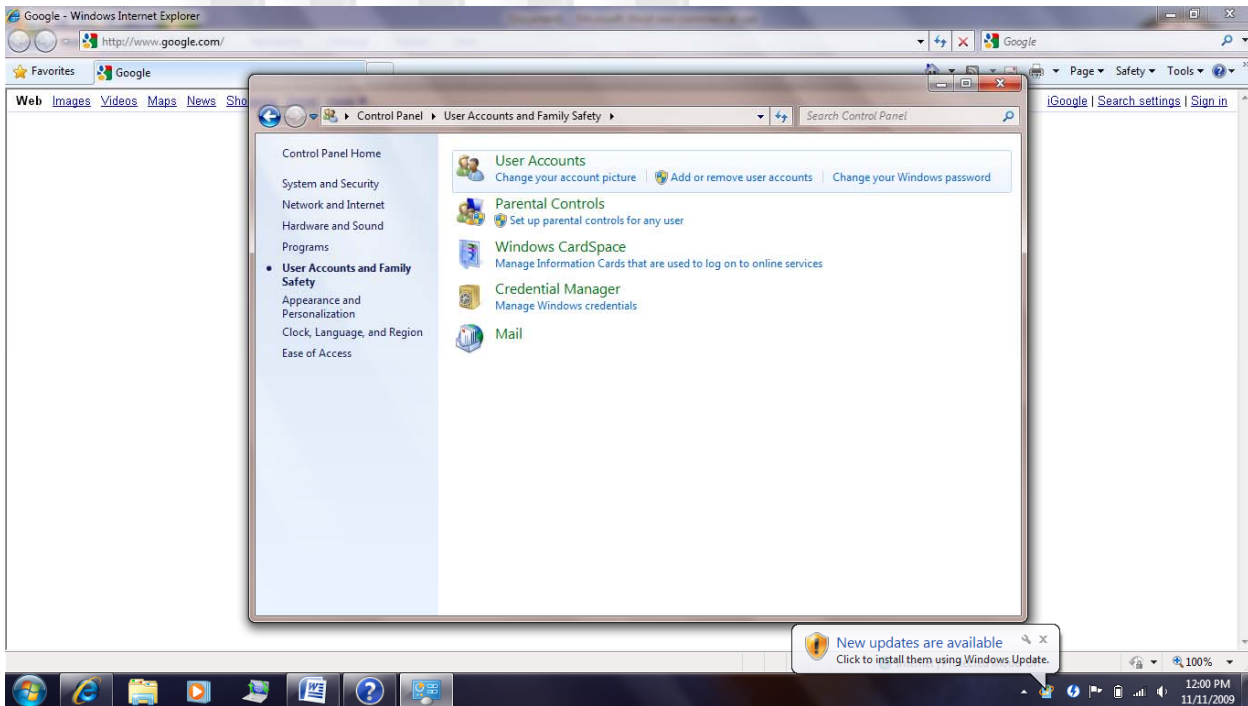 Google - Windows Internet Explorer
http://www.google.com/
Google
Favorites
Google
Page
Safety
Tools
Web Images Videos Maps News Sho
iGoogle | Search settings | Sign in
Control Panel
User Accounts and Family Safety
Search Control Panel
Control Panel Home
System and Security
Network and Internet
Hardware and Sound
Programs
User Accounts and Family
Safety
Appearance and
Personalization
Clock, Language, and Region
Ease of Access
User Accounts
Change your account picture
Add or remove user accounts
Change your Windows password
Parental Controls
Set up parental controls for any user
Windows CardSpace
Manage Information Cards that are used to log on to online services
Credential Manager
Manage Windows credentials
Mail
New updates are available
Click to install them using Windows Update.
100%
12:00 PM
11/11/2009